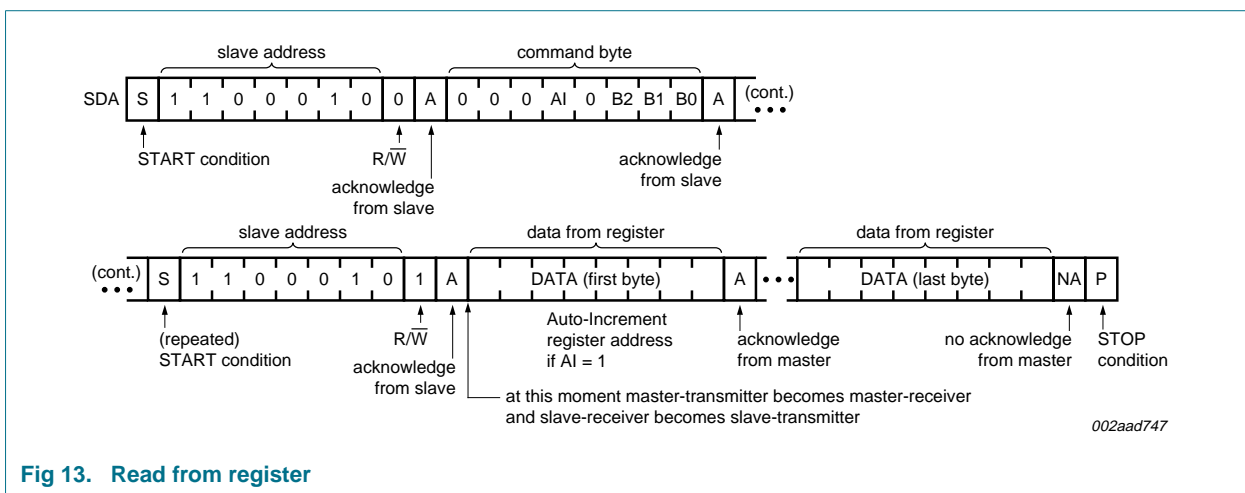 slave address command byte
SDA S 1 1 0 0 0 1 0 0 A 0 0 0 AI 0 B2 B1 B0 A (cont.)
START condition R/W̅ acknowledge
acknowledge from slave
from slave
slave address data from register data from register
(cont.) S 1 1 0 0 0 1 0 1 A DATA (first byte) A DATA (last byte) NA P
(repeated)
START condition
R/W̅
acknowledge
from slave
Auto-Increment
register address
if AI = 1
acknowledge
from master
no acknowledge
from master
STOP
condition
at this moment master-transmitter becomes master-receiver
and slave-receiver becomes slave-transmitter
002aad747
Fig 13. Read from register